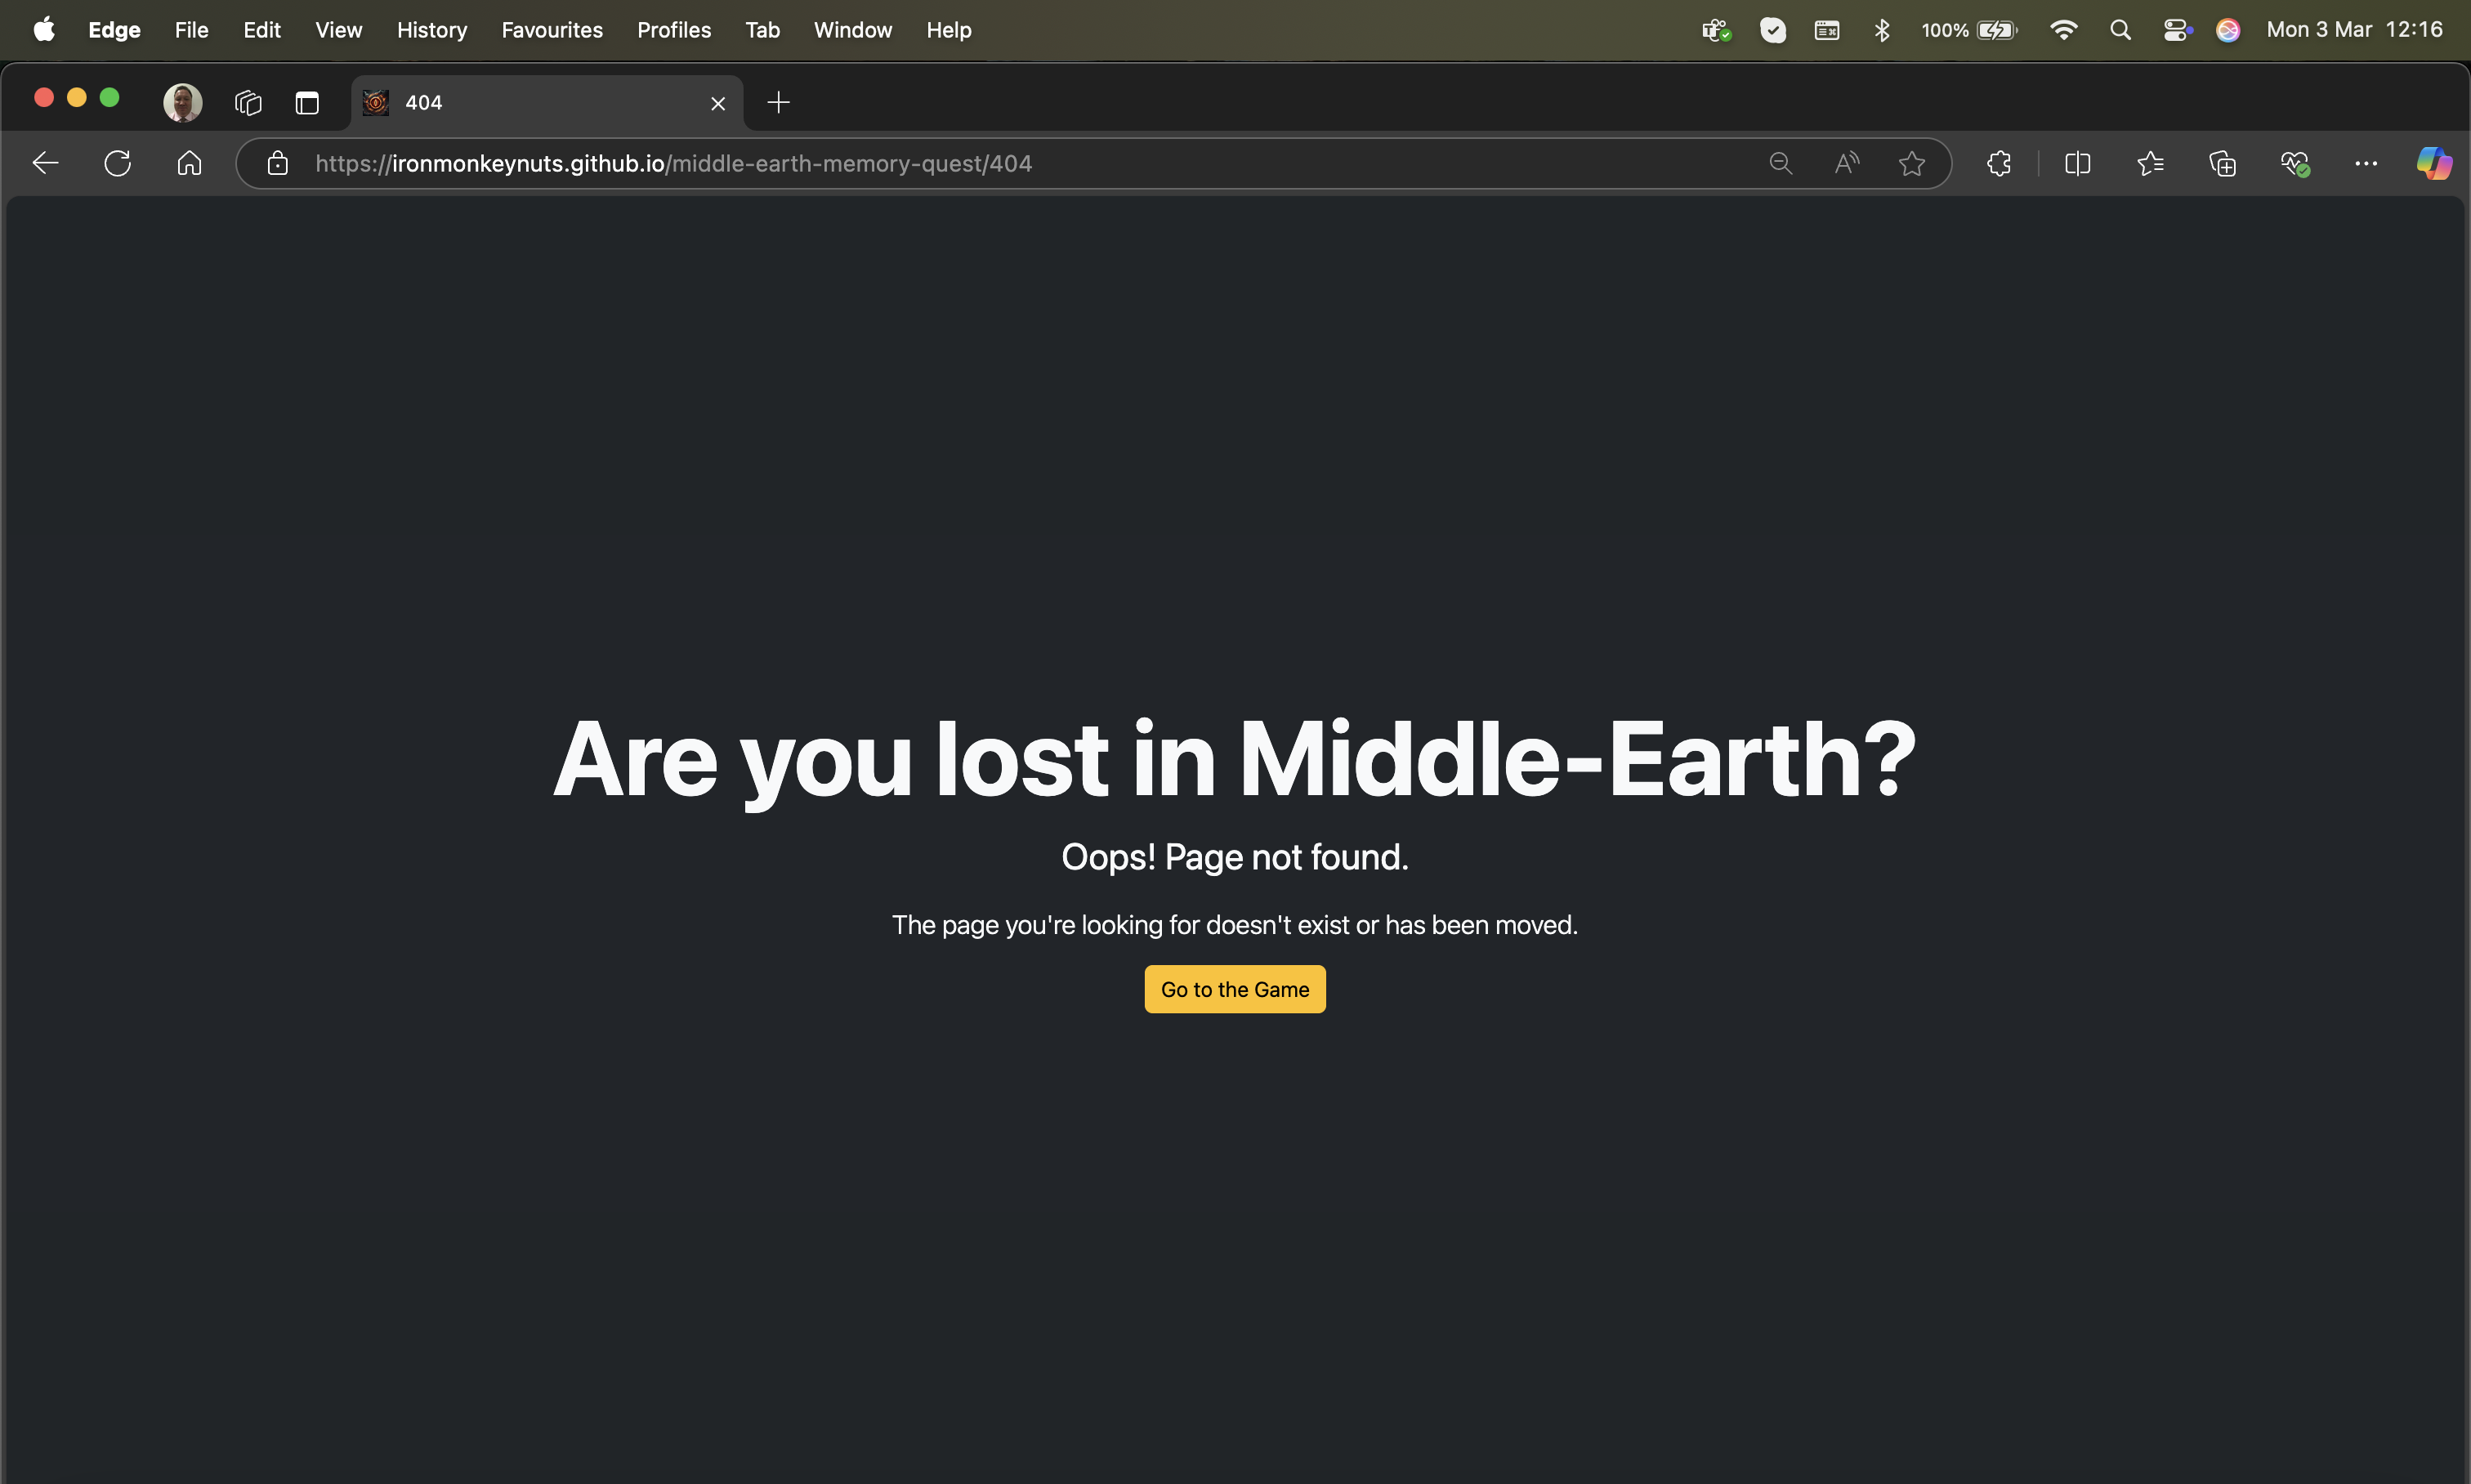 Edge File Edit View History Favourites Profiles Tab Window Help 100% Mon 3 Mar 12:16
404
https://ironmonkeynuts.github.io/middle-earth-memory-quest/404
Are you lost in Middle-Earth?
Oops! Page not found.
The page you're looking for doesn't exist or has been moved.
Go to the Game